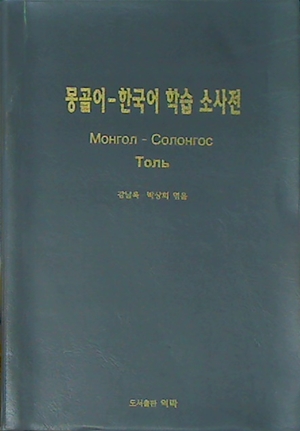 몽골어-한국어 학습 소사전
Монгол - Солонгос
Толь
강남욱 박상희 엮음
도서출판 역락